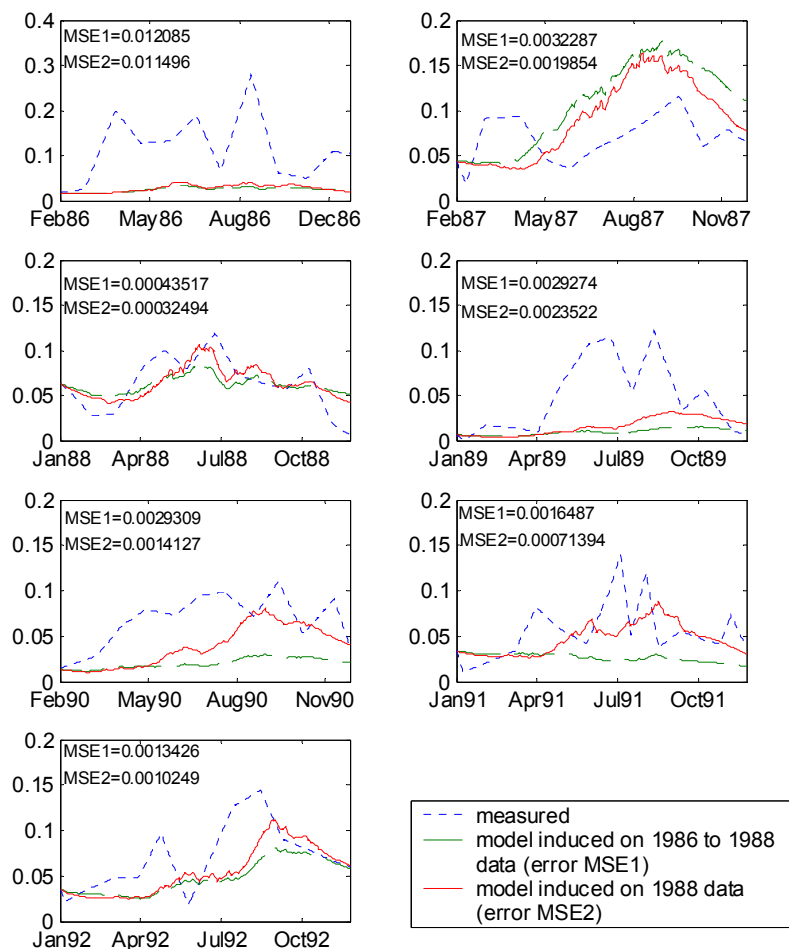 0.4
0.3
0.2
0.1
0
MSE1=0.012085
MSE2=0.011496
Feb86 May86 Aug86 Dec86
0.2
0.15
0.1
0.05
0
MSE1=0.0032287
MSE2=0.0019854
Feb87 May87 Aug87 Nov87
0.2
0.15
0.1
0.05
0
MSE1=0.00043517
MSE2=0.00032494
Jan88 Apr88 Jul88 Oct88
0.2
0.15
0.1
0.05
0
MSE1=0.0029274
MSE2=0.0023522
Jan89 Apr89 Jul89 Oct89
0.2
0.15
0.1
0.05
0
MSE1=0.0029309
MSE2=0.0014127
Feb90 May90 Aug90 Nov90
0.2
0.15
0.1
0.05
0
MSE1=0.0016487
MSE2=0.00071394
Jan91 Apr91 Jul91 Oct91
0.2
0.15
0.1
0.05
0
MSE1=0.0013426
MSE2=0.0010249
Jan92 Apr92 Jul92 Oct92
measured
model induced on 1986 to 1988
data (error MSE1)
model induced on 1988 data
(error MSE2)